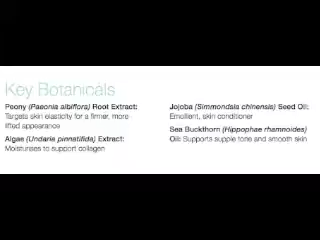 Key Botanicals
Peony (Paeonia albiflora) Root Extract:
Targets skin elasticity for a firmer, more
lifted appearance
Algae (Undaria pinnatifida) Extract:
Moisturises to support collagen
Jojoba (Simmondsia chinensis) Seed Oil:
Emollient, skin conditioner
Sea Buckthorn (Hippophae rhamnoides)
Oil: Supports supple tone and smooth skin